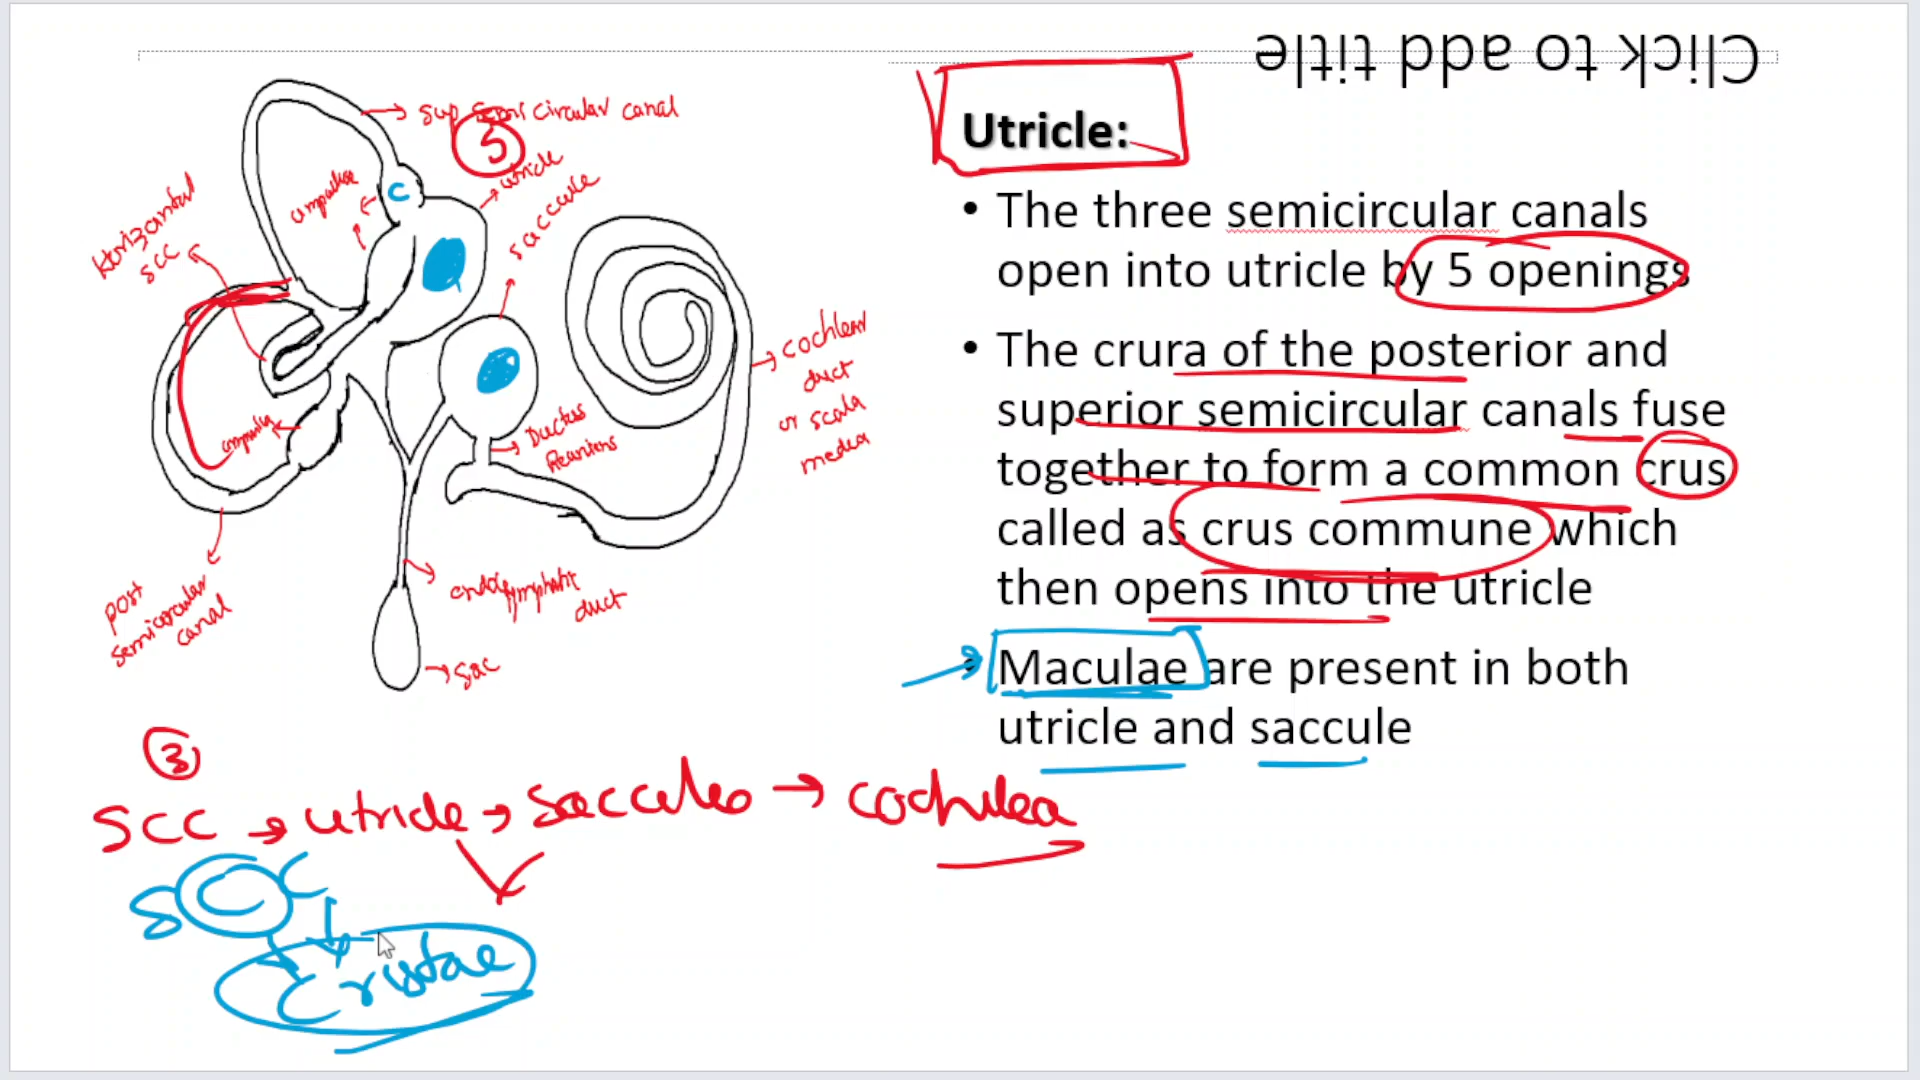 Click to add title
sup semi circular canal
5
Utricle:
utricle
saccule
C
ampullae
Horizontal
SCC
• The three semicircular canals
open into utricle by 5 openings
• The crura of the posterior and
superior semicircular canals fuse
together to form a common crus
called as crus commune which
then opens into the utricle
• Maculae are present in both
utricle and saccule
cochlear
duct
or scala
media
ampulla
Ductus
Reuniens
endolymphatic
duct
post
semicircular
canal
sac
3
SCC → utricle → saccule → cochlea
SCC
Cristae